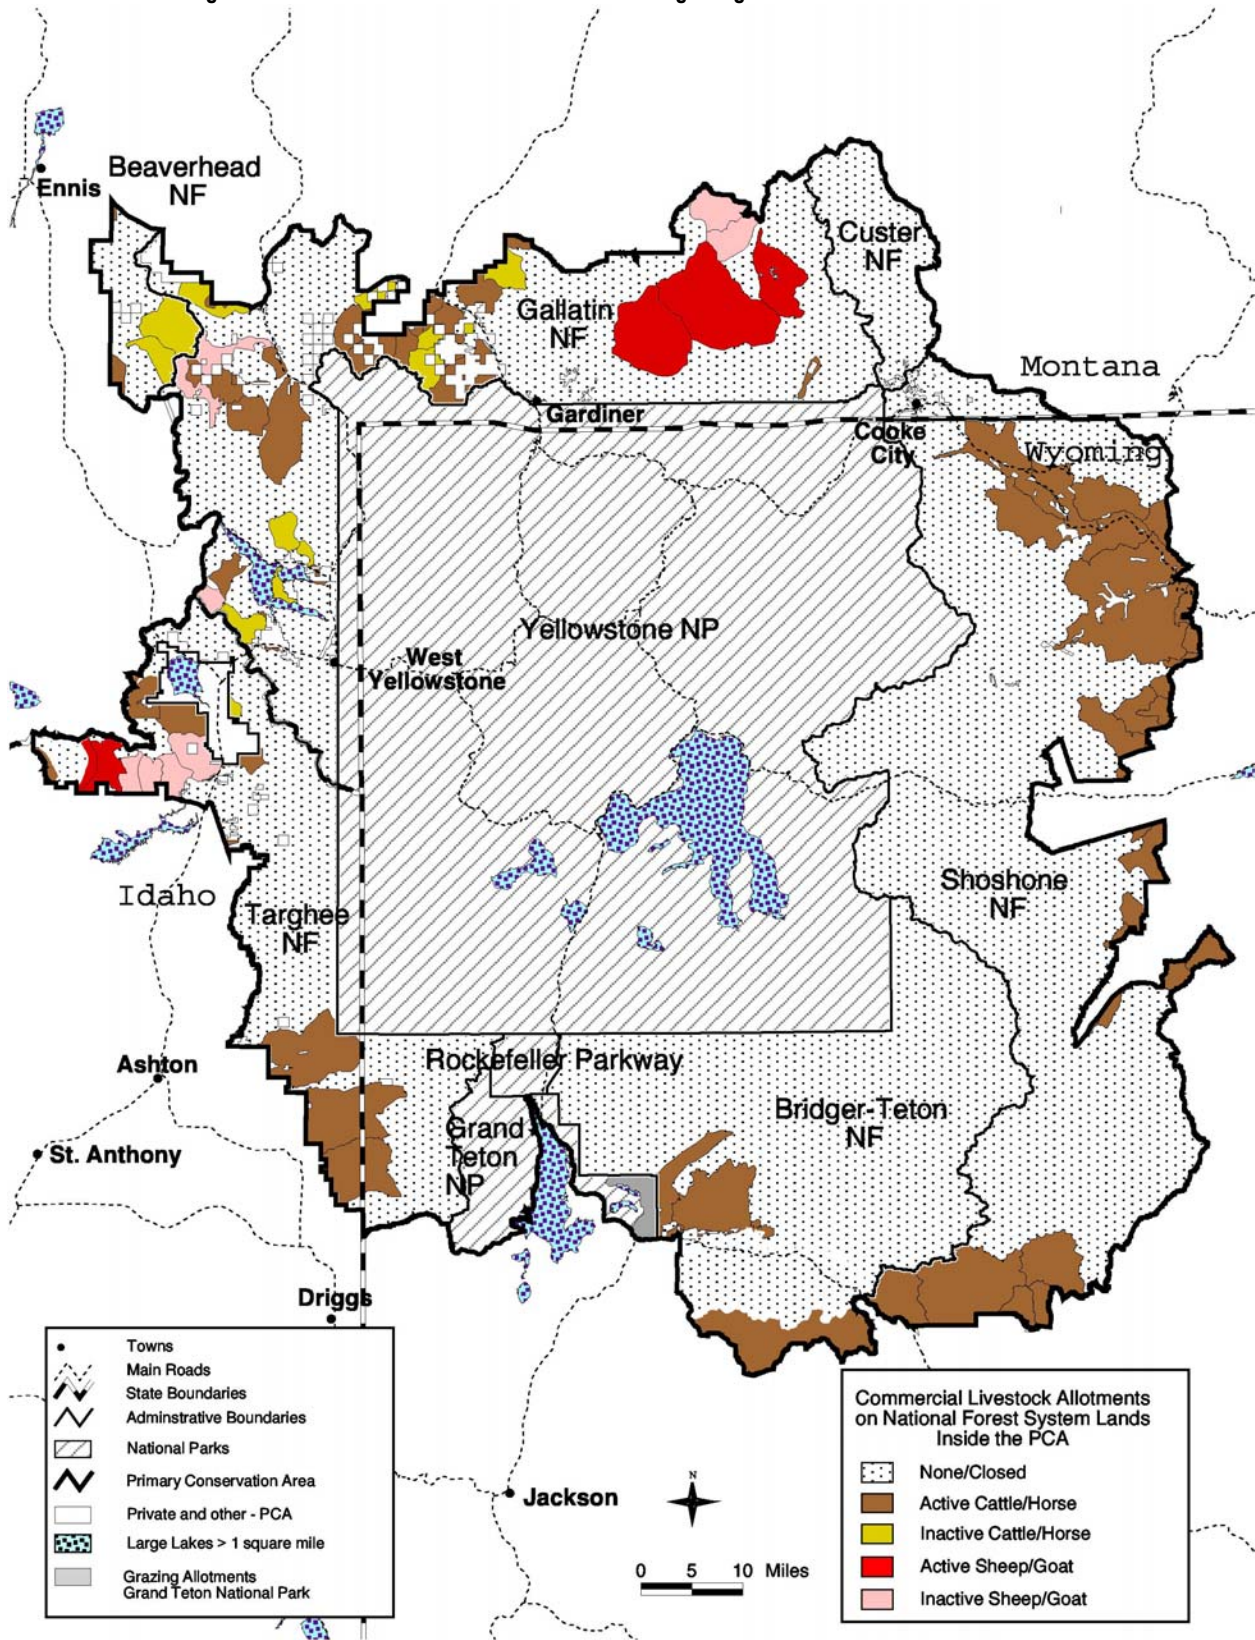 Beaverhead
NF
Ennis
Custer
NF
Gallatin
NF
Montana
Gardiner
Cooke
City
Wyoming
Yellowstone NP
West
Yellowstone
Idaho
Targhee
NF
Shoshone
NF
Rockefeller Parkway
Ashton
Bridger-Teton
NF
Grand
Teton
NP
St. Anthony
Driggs
Jackson
Towns
Main Roads
State Boundaries
Adminstrative Boundaries
National Parks
Primary Conservation Area
Private and other - PCA
Large Lakes > 1 square mile
Grazing Allotments
Grand Teton National Park
N
0 5 10 Miles
Commercial Livestock Allotments
on National Forest System Lands
Inside the PCA
None/Closed
Active Cattle/Horse
Inactive Cattle/Horse
Active Sheep/Goat
Inactive Sheep/Goat